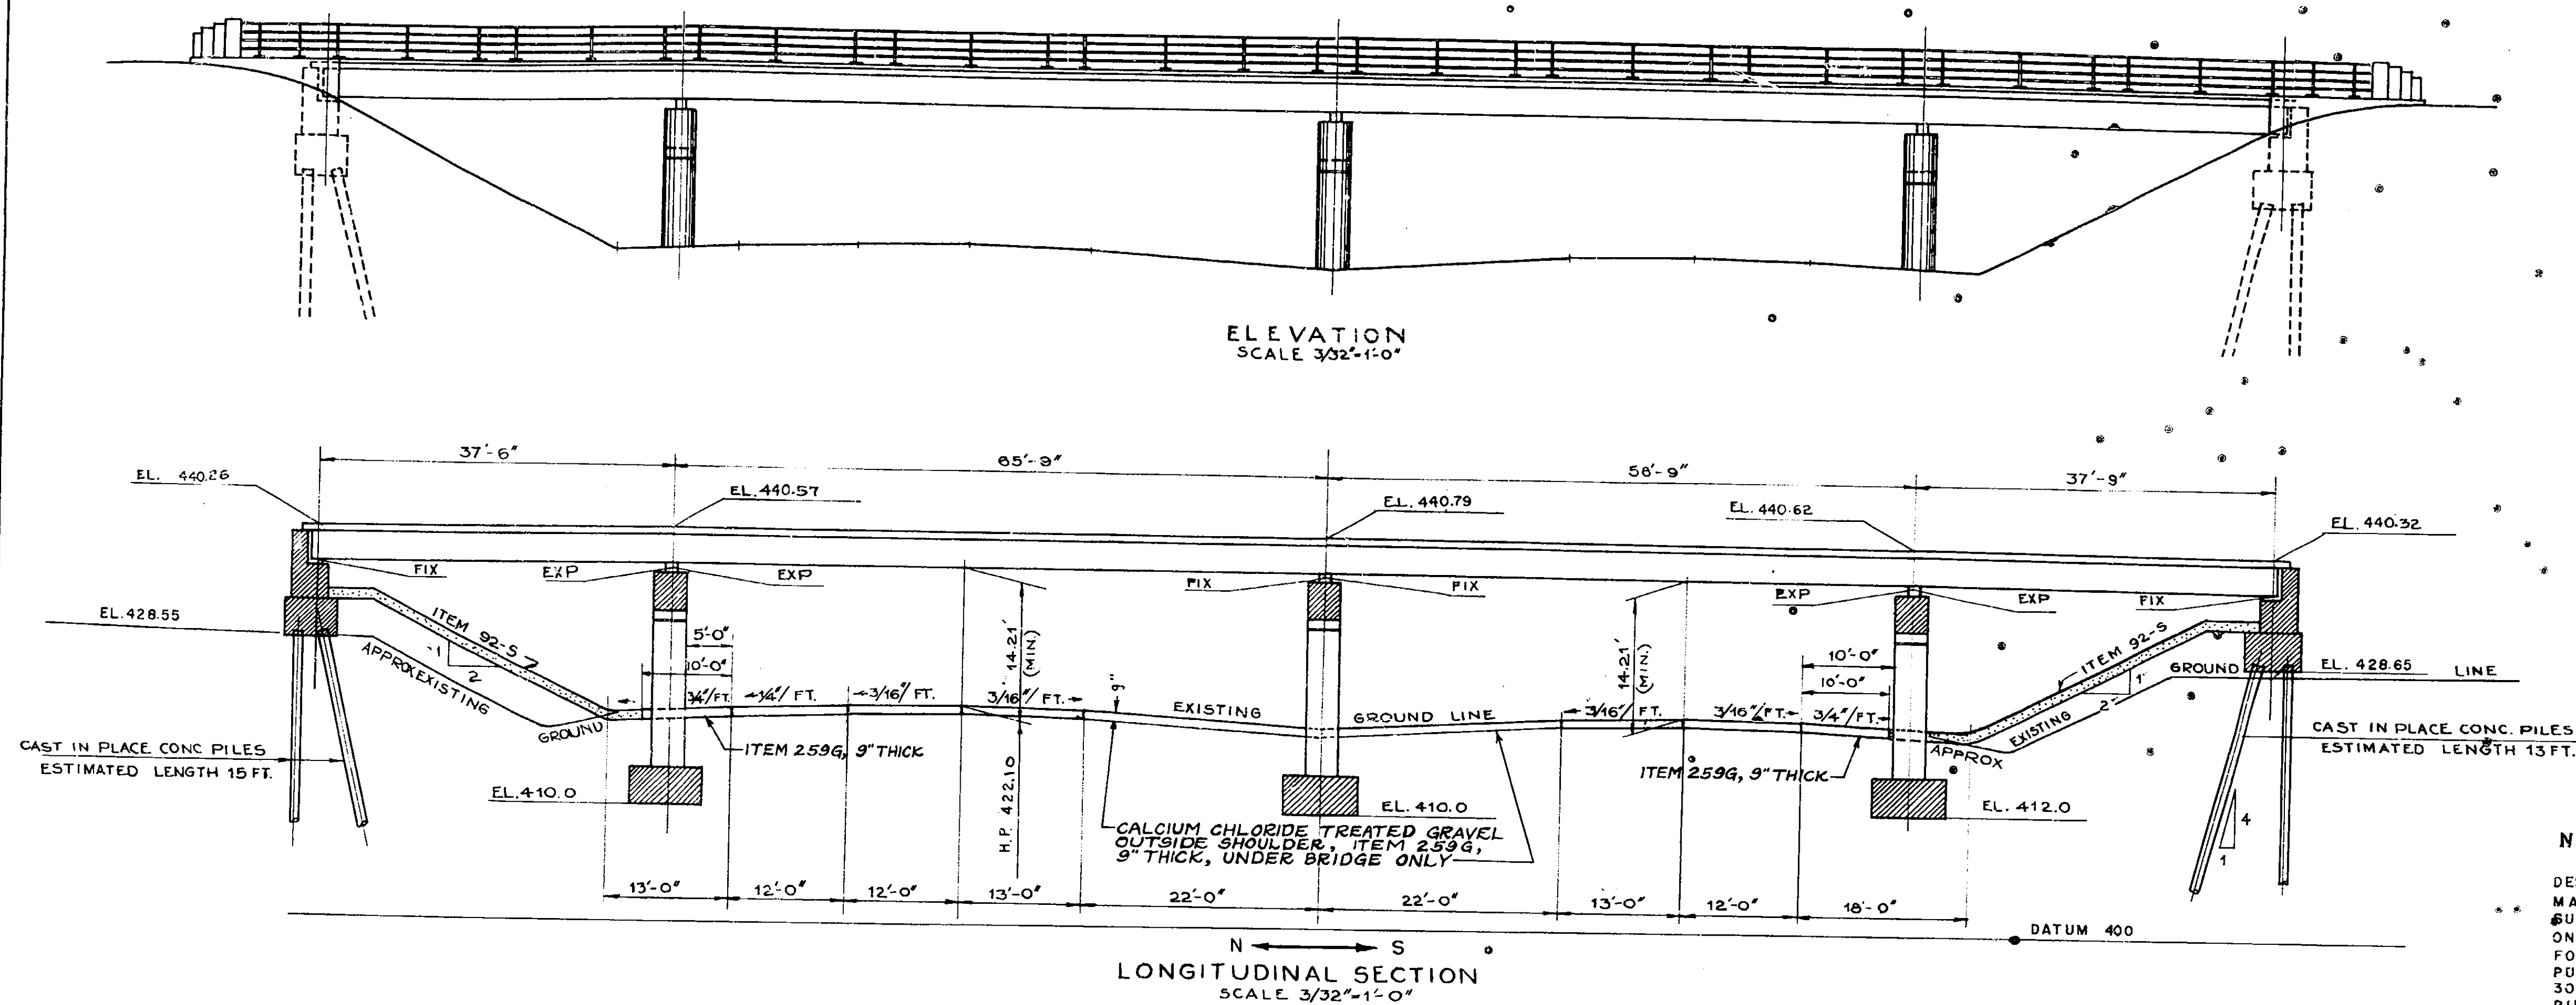 ELEVATION
SCALE 3/32"=1'-0"
37'-6"
65'-9"
58'-9"
37'-9"
EL. 440.26
EL. 440.57
EL. 440.79
EL. 440.62
EL. 440.32
FIX
EXP
EXP
FIX
FIX
EXP
EXP
FIX
EL. 428.55
ITEM 92-S
1
2
APPROX EXISTING
GROUND
5'-0"
10'-0"
3/4"/FT.
1/4"/FT.
3/16"/FT.
3/16"/FT.
14.21'
(MIN.)
9"
EXISTING
GROUND LINE
14.21'
(MIN.)
3/16"/FT.
3/16"/FT.
3/4"/FT.
10'-0"
10'-0"
ITEM 92-S
1
2
GROUND
EL. 428.65
LINE
EXISTING
APPROX
CAST IN PLACE CONC PILES
ESTIMATED LENGTH 15 FT.
ITEM 259G, 9" THICK
ITEM 259G, 9" THICK
CAST IN PLACE CONC. PILES
ESTIMATED LENGTH 13 FT.
EL. 410.0
H.P. 422.10
EL. 410.0
EL. 412.0
CALCIUM CHLORIDE TREATED GRAVEL
OUTSIDE SHOULDER, ITEM 259G,
9" THICK, UNDER BRIDGE ONLY
4
1
13'-0"
12'-0"
12'-0"
13'-0"
22'-0"
22'-0"
13'-0"
12'-0"
18'-0"
DATUM 400
N S
LONGITUDINAL SECTION
SCALE 3/32"=1'-0"
N
DE
MA
SU
ON
FO
PU
30